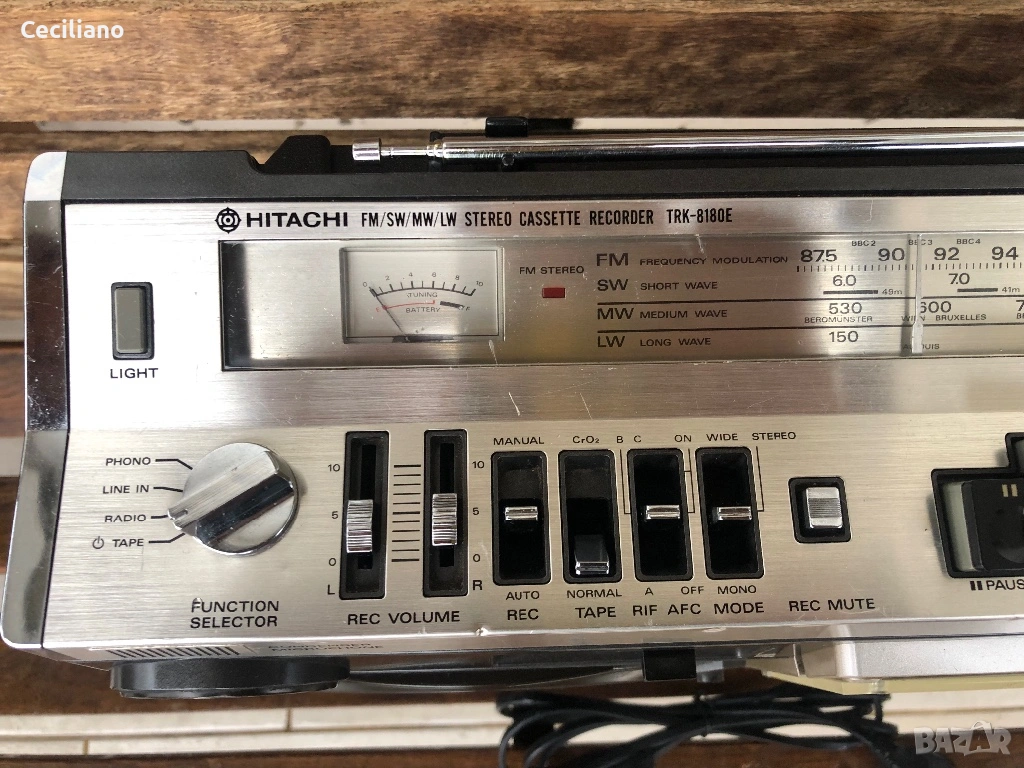 Ceciliano
HITACHI FM/SW/MW/LW STEREO CASSETTE RECORDER TRK-8180E
BBC2 BBC4
FM FREQUENCY MODULATION 87.5 90 92 94
FM STEREO
SW SHORT WAVE 6.0 49m 7.0 41m
MW MEDIUM WAVE 530 600
BEROMÜNSTER BRUXELLES
LW LONG WAVE 150
0 2 4 6 8 10
TUNING
BATTERY
LIGHT
MANUAL CrO₂ B C ON WIDE STEREO
PHONO
LINE IN
RADIO
TAPE
10 5 0
10 5 0
L R
REC VOLUME
FUNCTION
SELECTOR
AUTO NORMAL A OFF MONO
REC TAPE RIF AFC MODE
REC MUTE
PAUS
BAZAR